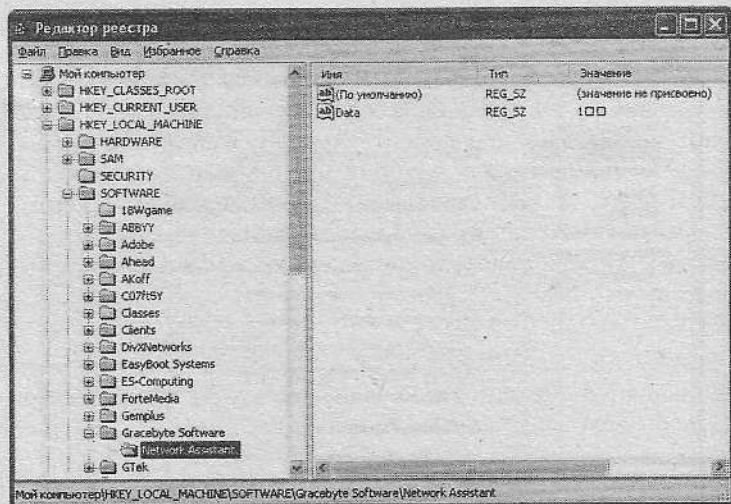 Редактор реестра
Файл Правка Вид Избранное Справка
Мой компьютер
HKEY_CLASSES_ROOT
HKEY_CURRENT_USER
HKEY_LOCAL_MACHINE
HARDWARE
SAM
SECURITY
SOFTWARE
18Wgame
ABBYY
Adobe
Ahead
AKoff
C07ft5Y
Classes
Clients
DivXNetworks
EasyBoot Systems
ES-Computing
ForteMedia
Gemplus
Gracebyte Software
Network Assistant
GTek
Имя Тип Значение
(По умолчанию) REG_SZ (значение не присвоено)
Data REG_SZ 1□□
Мой компьютер\HKEY_LOCAL_MACHINE\SOFTWARE\Gracebyte Software\Network Assistant